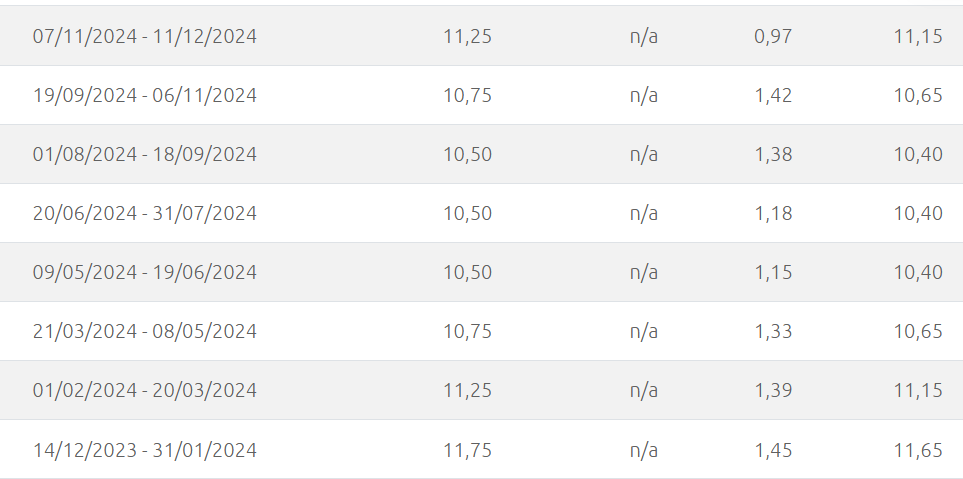 07/11/2024 - 11/12/2024 11,25 n/a 0,97 11,15
19/09/2024 - 06/11/2024 10,75 n/a 1,42 10,65
01/08/2024 - 18/09/2024 10,50 n/a 1,38 10,40
20/06/2024 - 31/07/2024 10,50 n/a 1,18 10,40
09/05/2024 - 19/06/2024 10,50 n/a 1,15 10,40
21/03/2024 - 08/05/2024 10,75 n/a 1,33 10,65
01/02/2024 - 20/03/2024 11,25 n/a 1,39 11,15
14/12/2023 - 31/01/2024 11,75 n/a 1,45 11,65